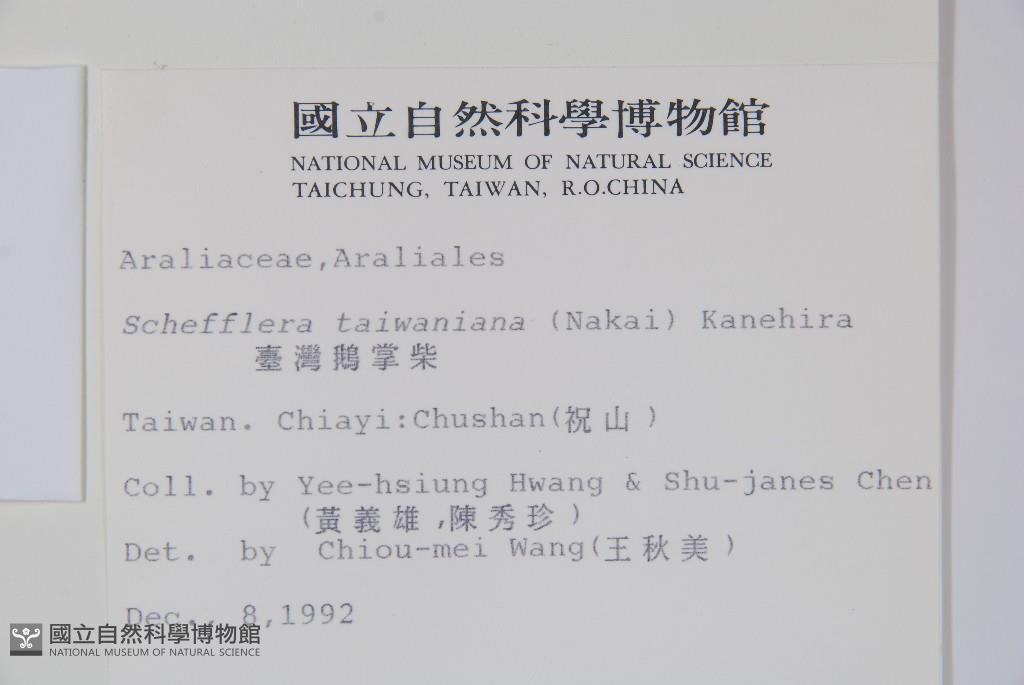 國立自然科學博物館
NATIONAL MUSEUM OF NATURAL SCIENCE
TAICHUNG, TAIWAN, R.O.CHINA
Araliaceae,Araliales
Schefflera taiwaniana (Nakai) Kanehira
臺灣鵝掌柴
Taiwan. Chiayi:Chushan(祝山)
Coll. by Yee-hsiung Hwang & Shu-janes Chen
(黃義雄,陳秀珍)
Det. by Chiou-mei Wang(王秋美)
Dec., 8,1992
國立自然科學博物館
NATIONAL MUSEUM OF NATURAL SCIENCE